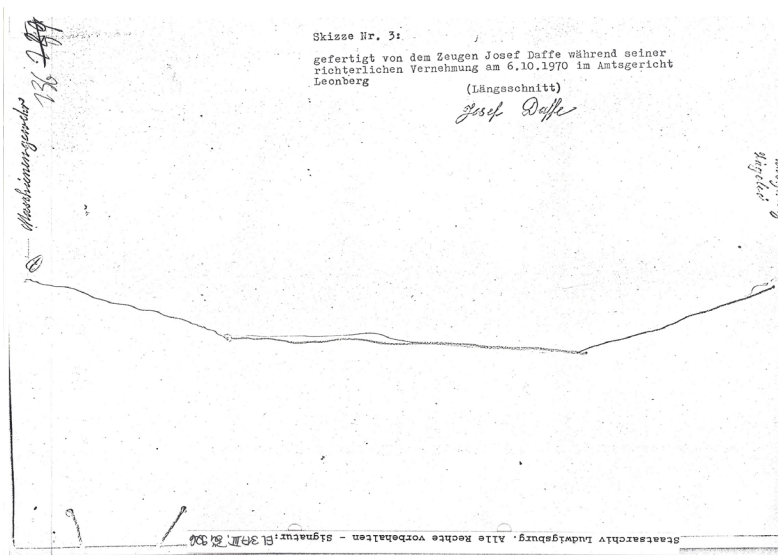 Skizze Nr. 3:
gefertigt von dem Zeugen Josef Daffe während seiner
richterlichen Vernehmung am 6.10.1970 im Amtsgericht
Leonberg
(Längsschnitt)
Josef Daffe
Maschinengewehr
136
Staatsarchiv Ludwigsburg. Alle Rechte vorbehalten - Signatur: